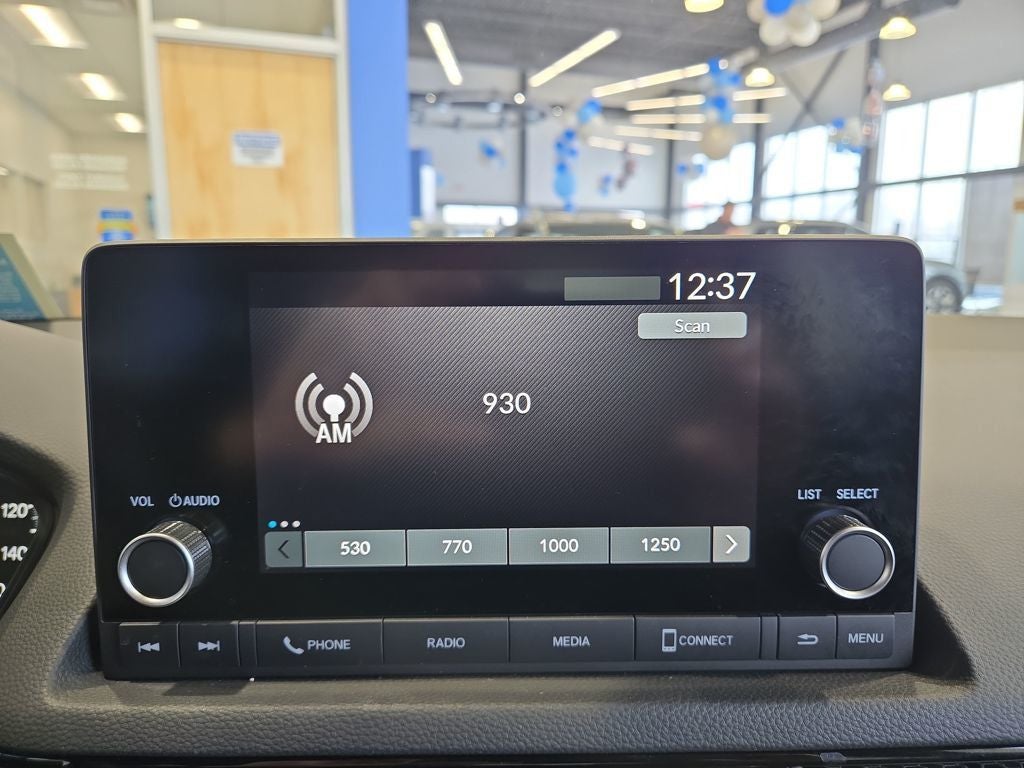 12:37
Scan
930
AM
VOL AUDIO
LIST SELECT
530 770 1000 1250
PHONE RADIO MEDIA CONNECT MENU
120
140
0